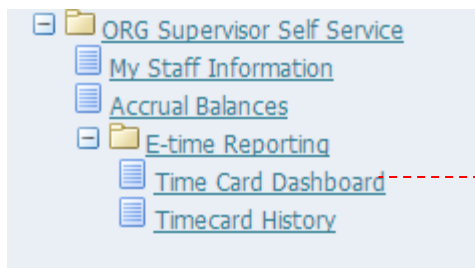 ORG Supervisor Self Service
My Staff Information
Accrual Balances
E-time Reporting
Time Card Dashboard
Timecard History